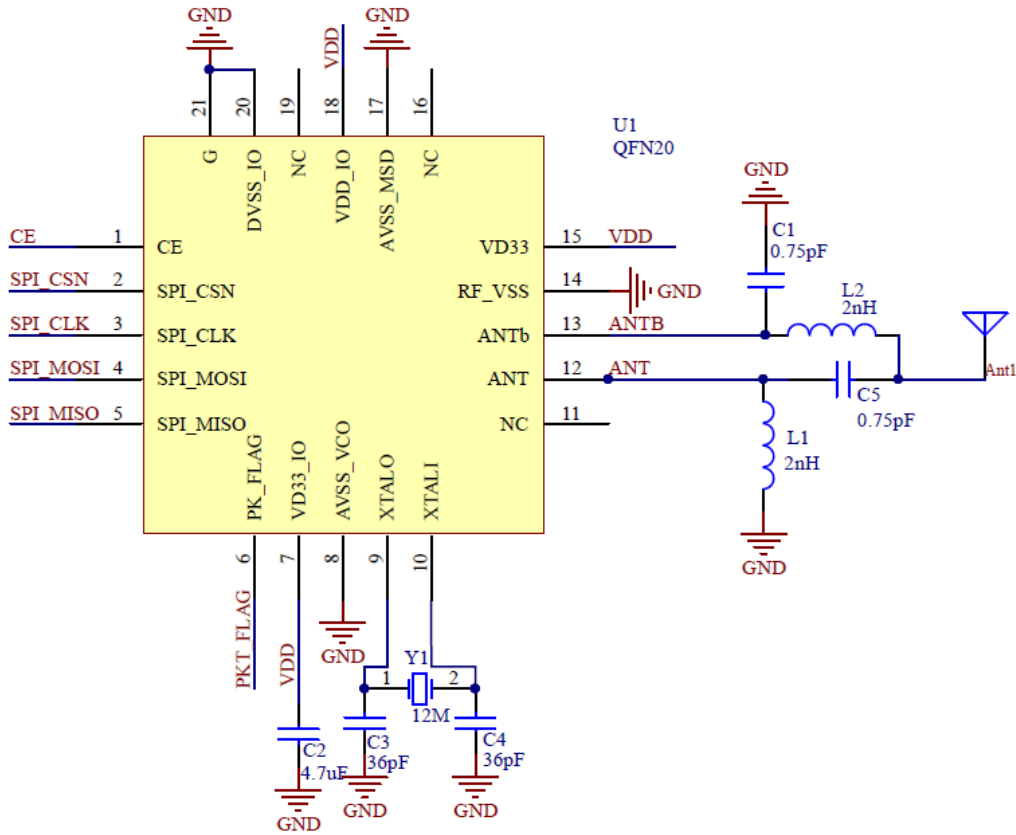 GND
GND
VDD
21
20
19
18
17
16
U1
QFN20
G
DVSS_IO
NC
VDD_IO
AVSS_MSD
NC
GND
C1
0.75pF
CE
1
CE
VD33
15
VDD
SPI_CSN
2
SPI_CSN
RF_VSS
14
GND
L2
2nH
SPI_CLK
3
SPI_CLK
ANTb
13
ANTB
SPI_MOSI
4
SPI_MOSI
ANT
12
ANT
Ant1
C5
0.75pF
SPI_MISO
5
SPI_MISO
NC
11
L1
2nH
PK_FLAG
VD33_IO
AVSS_VCO
XTALO
XTALI
6
7
8
9
10
GND
PKT_FLAG
VDD
GND
Y1
1
2
12M
C2
4.7uF
C3
36pF
C4
36pF
GND
GND
GND